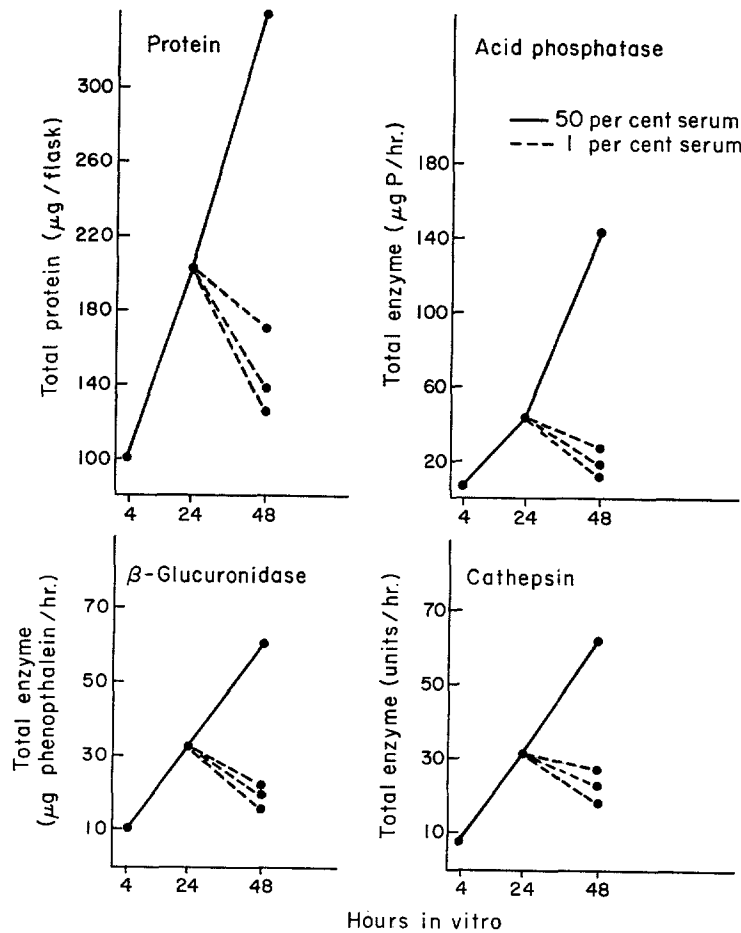 Protein
Total protein (μg/flask)
300
260
220
180
140
100
4 24 48
Acid phosphatase
50 per cent serum
1 per cent serum
Total enzyme (μg P/hr.)
180
140
100
60
20
4 24 48
β-Glucuronidase
Total enzyme
(μg phenopthalein/hr.)
70
50
30
10
4 24 48
Cathepsin
Total enzyme (units/hr.)
70
50
30
10
4 24 48
Hours in vitro